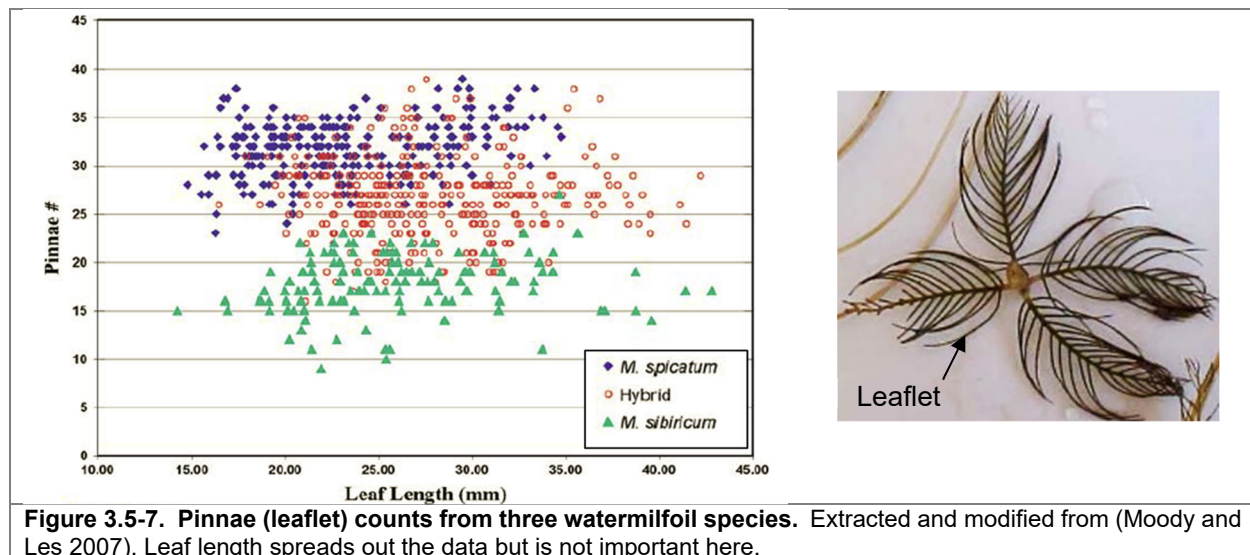 45
40
35
30
25
20
15
10
5
0
Pinnae #
10.00 15.00 20.00 25.00 30.00 35.00 40.00 45.00
Leaf Length (mm)
M. spicatum
Hybrid
M. sibiricum
Leaflet
Figure 3.5-7. Pinnae (leaflet) counts from three watermilfoil species. Extracted and modified from (Moody and
Les 2007). Leaf length spreads out the data but is not important here.